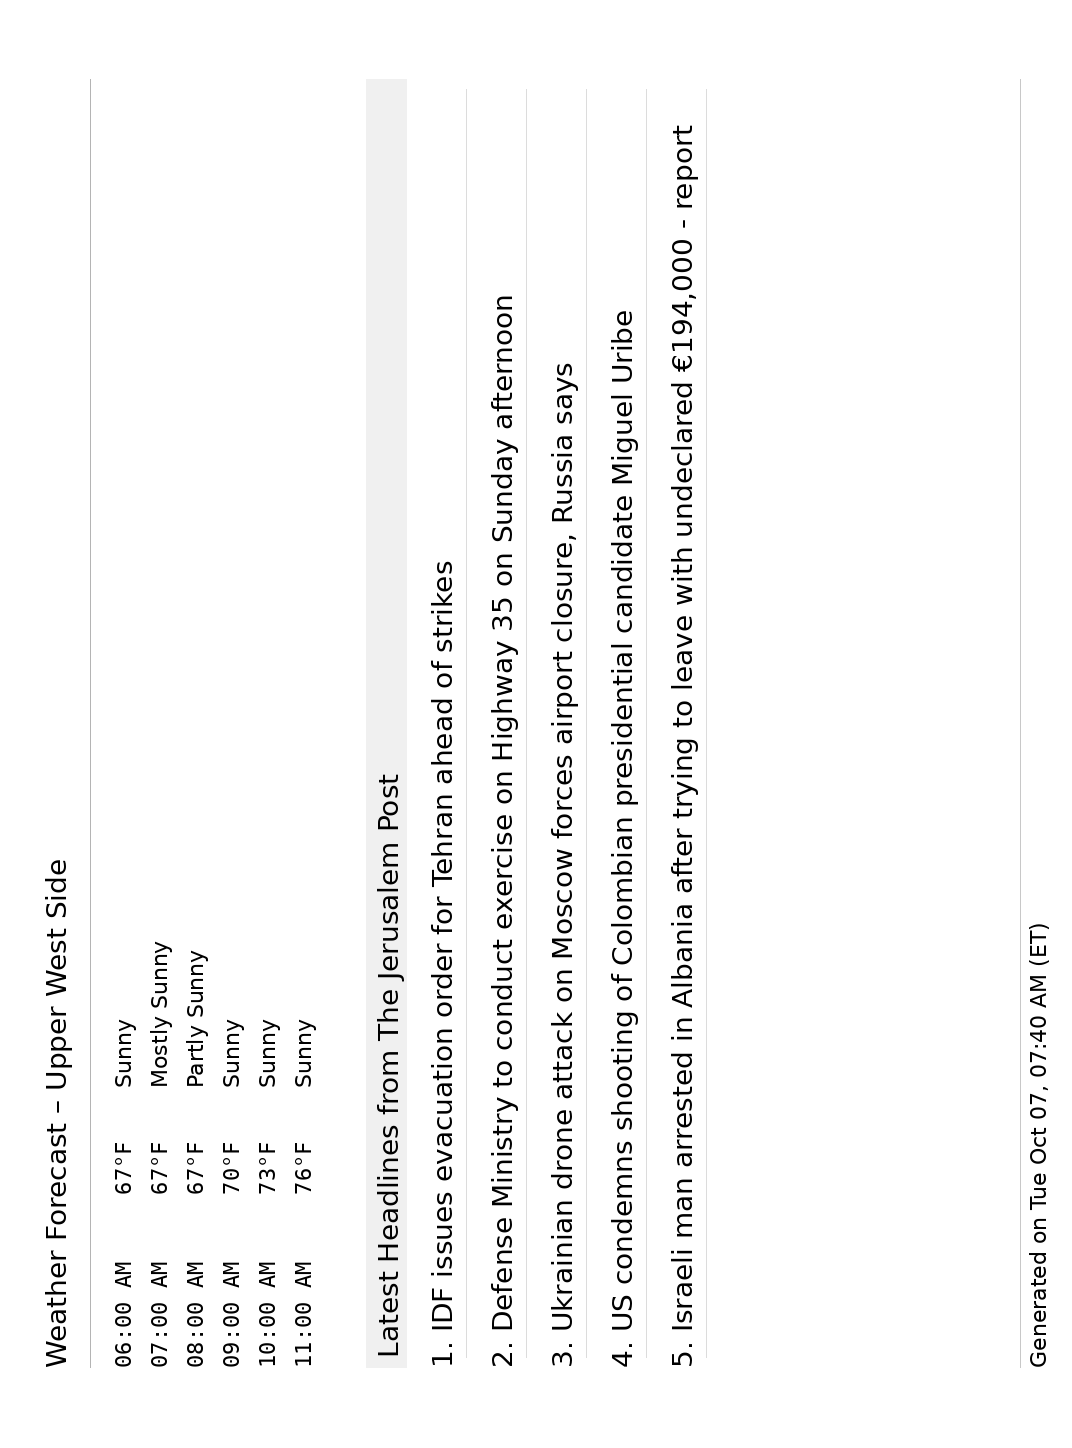 Weather Forecast – Upper West Side
06:00 AM 67°F Sunny
07:00 AM 67°F Mostly Sunny
08:00 AM 67°F Partly Sunny
09:00 AM 70°F Sunny
10:00 AM 73°F Sunny
11:00 AM 76°F Sunny
Latest Headlines from The Jerusalem Post
1. IDF issues evacuation order for Tehran ahead of strikes
2. Defense Ministry to conduct exercise on Highway 35 on Sunday afternoon
3. Ukrainian drone attack on Moscow forces airport closure, Russia says
4. US condemns shooting of Colombian presidential candidate Miguel Uribe
5. Israeli man arrested in Albania after trying to leave with undeclared €194,000 - report
Generated on Tue Oct 07, 07:40 AM (ET)